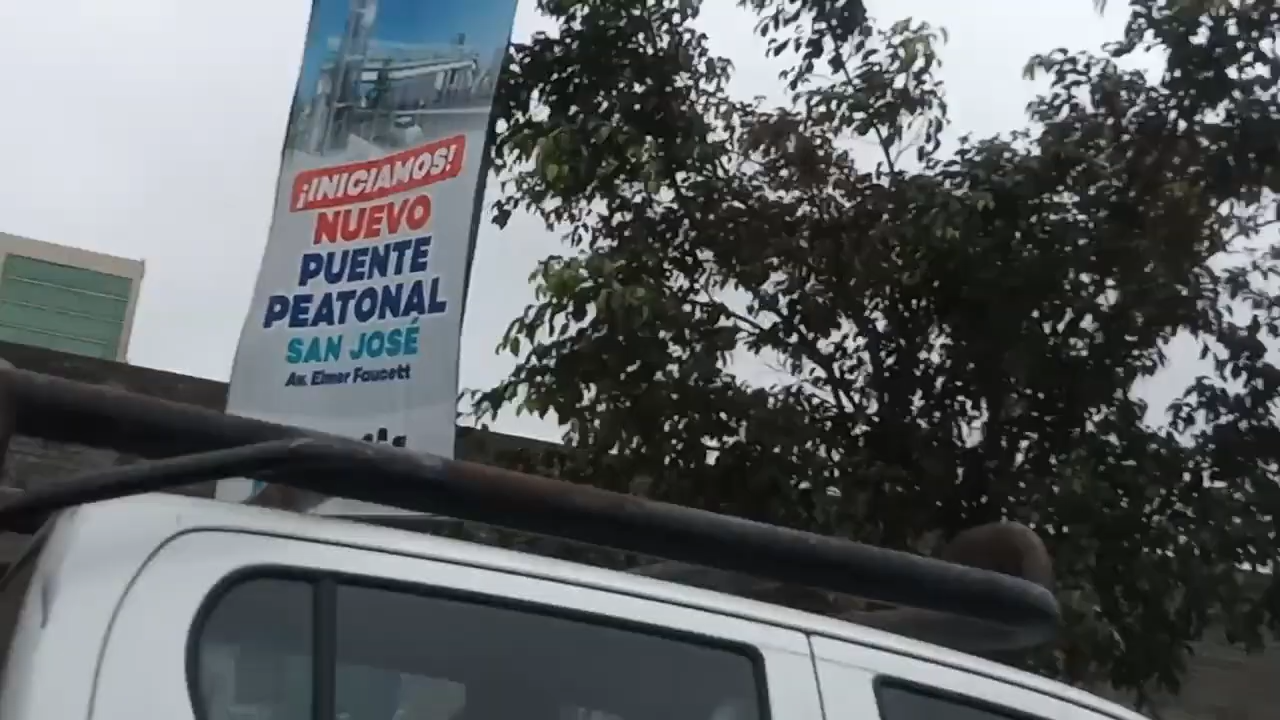 ¡INICIAMOS!
NUEVO
PUENTE
PEATONAL
SAN JOSÉ
Av. Elmer Faucett